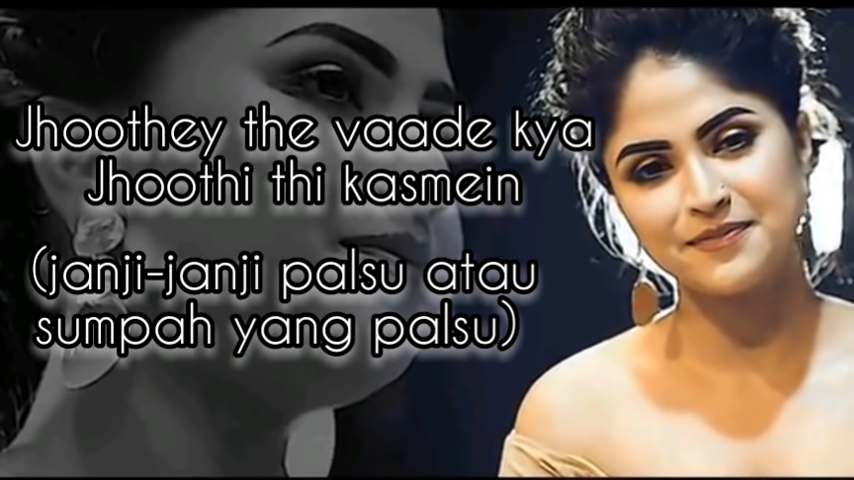 Jhoothey the vaade kya
Jhoothi thi kasmein
(janji-janji palsu atau
sumpah yang palsu)